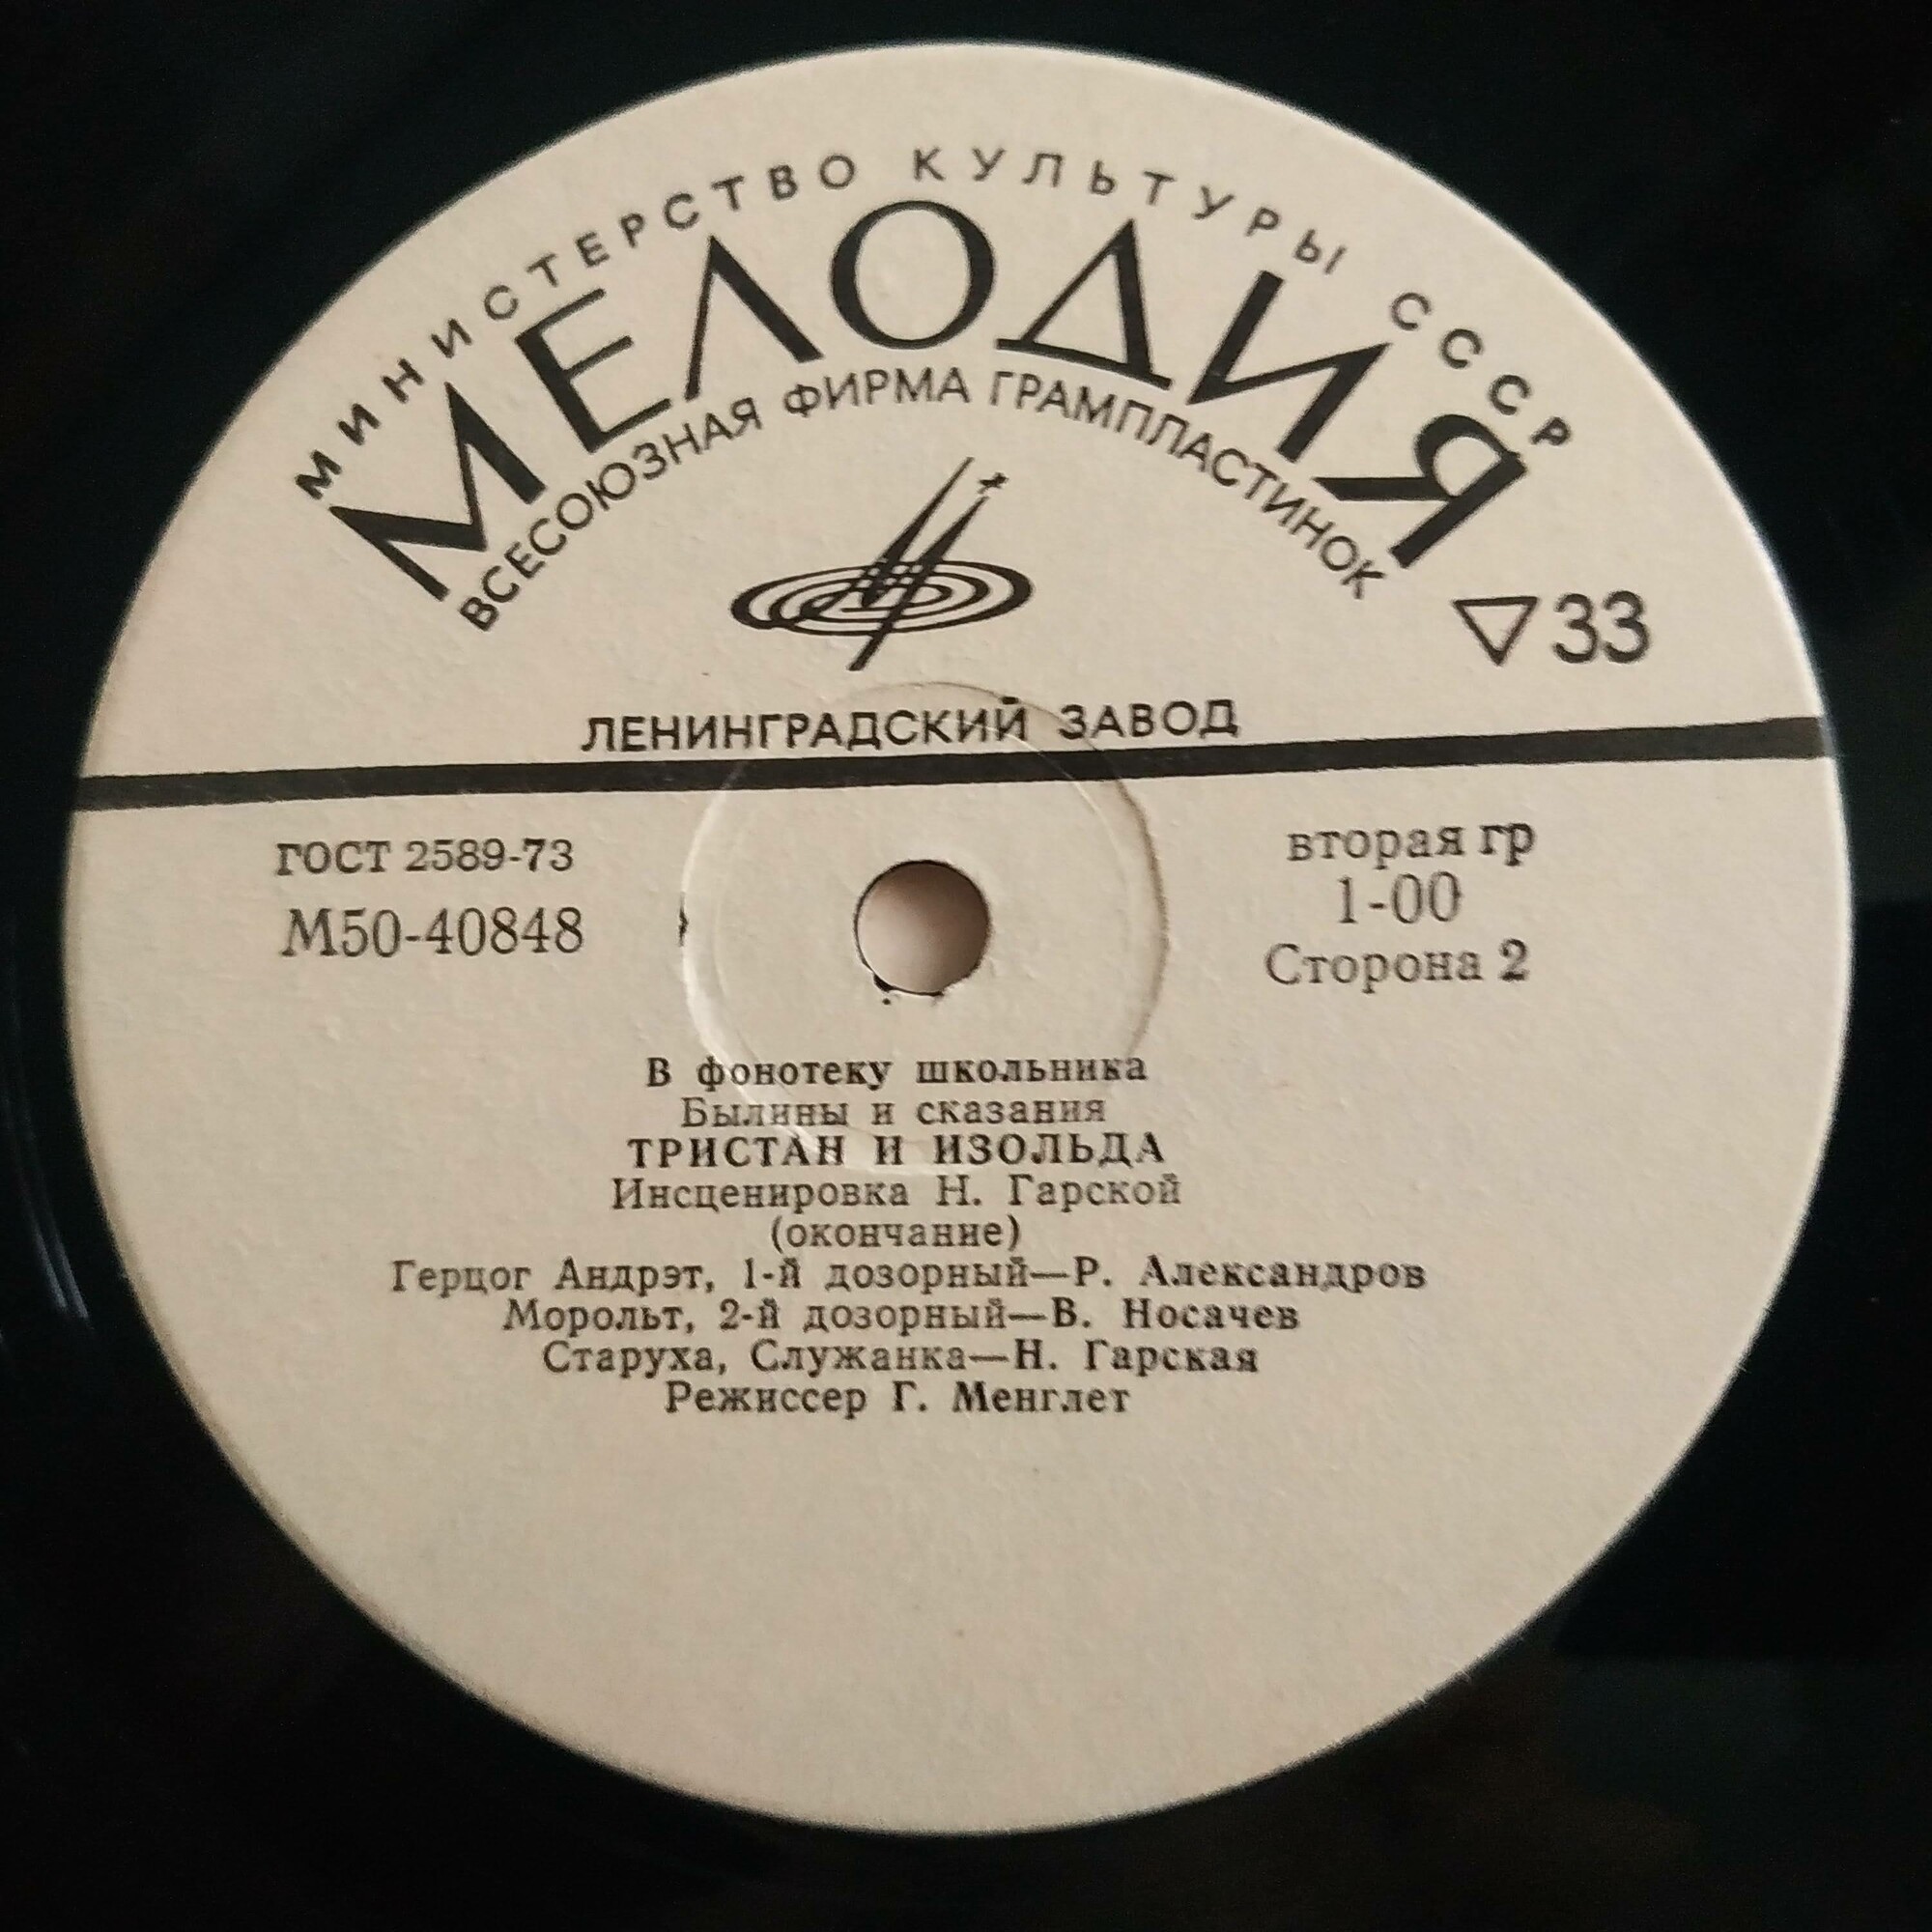 МИНИСТЕРСТВО КУЛЬТУРЫ СССР
МЕЛОДИЯ
ВСЕСОЮЗНАЯ ФИРМА ГРАМПЛАСТИНОК
33
ЛЕНИНГРАДСКИЙ ЗАВОД
ГОСТ 2589-73
М50-40848
вторая гр
1-00
Сторона 2
В фонотеку школьника
Былины и сказания
ТРИСТАН И ИЗОЛЬДА
Инсценировка Н. Гарской
(окончание)
Герцог Андрэт, 1-й дозорный—Р. Александров
Морольт, 2-й дозорный—В. Носачев
Старуха, Служанка—Н. Гарская
Режиссер Г. Менглет